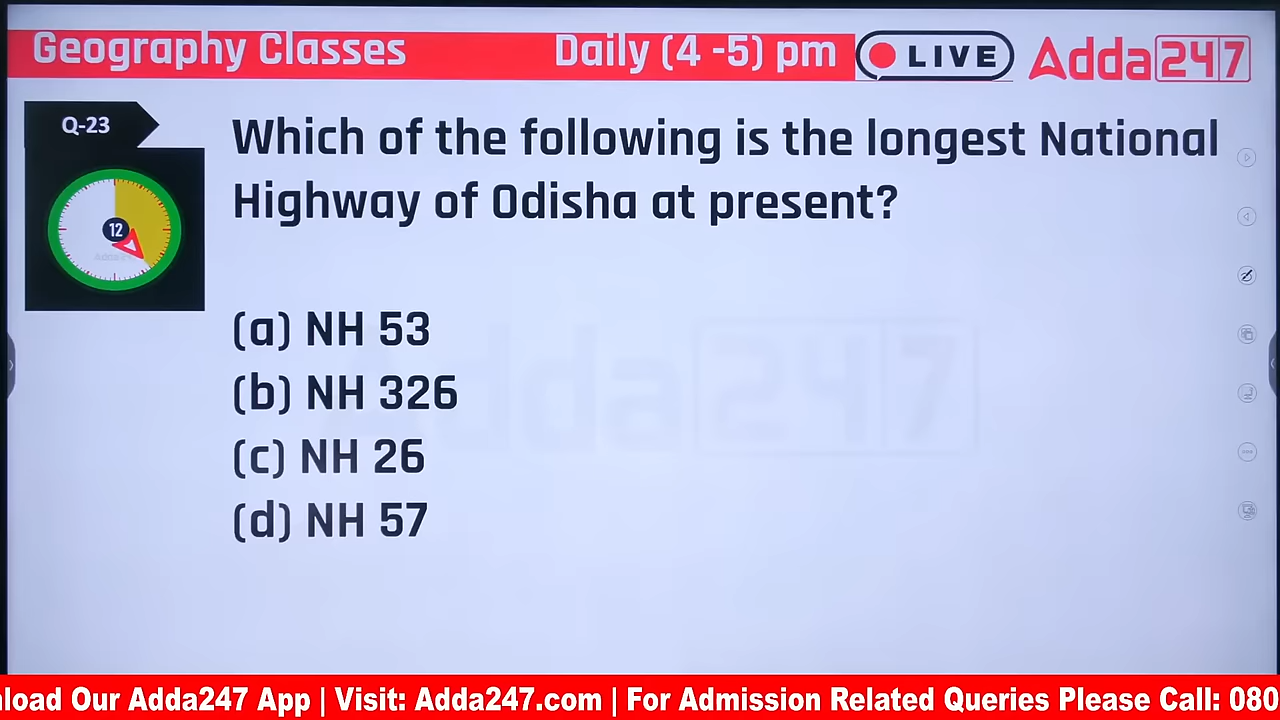 Geography Classes Daily (4 -5) pm LIVE Adda247
Q-23
Which of the following is the longest National
Highway of Odisha at present?
12
Adda247
(a) NH 53
(b) NH 326
(c) NH 26
(d) NH 57
nload Our Adda247 App | Visit: Adda247.com | For Admission Related Queries Please Call: 080